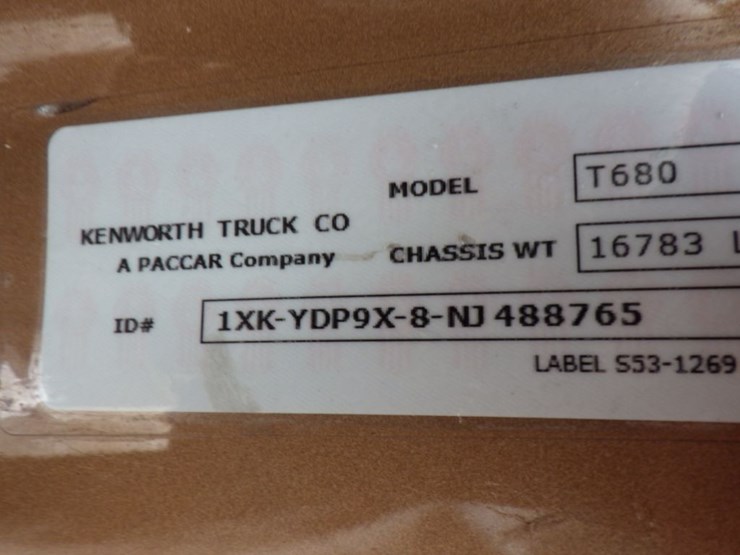 MODEL T680
KENWORTH TRUCK CO
A PACCAR Company
CHASSIS WT 16783 L
ID# 1XK-YDP9X-8-NJ 488765
LABEL S53-1269